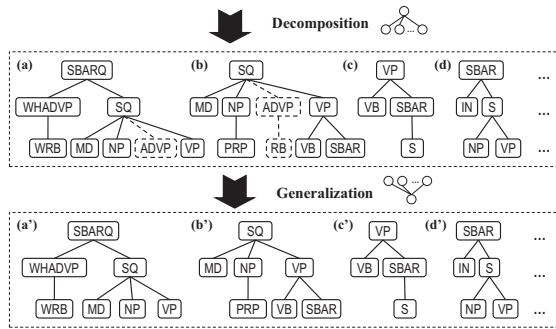 Decomposition
(a) (b) (c) (d)
SBARQ SQ VP SBAR ...
WHADVP SQ MD NP ADVP VP VB SBAR IN S ...
WRB MD NP ADVP VP PRP RB VB SBAR S NP VP ...
Generalization
(a') (b') (c') (d')
SBARQ SQ VP SBAR ...
WHADVP SQ MD NP VP VB SBAR IN S ...
WRB MD NP VP PRP VB SBAR S NP VP ...